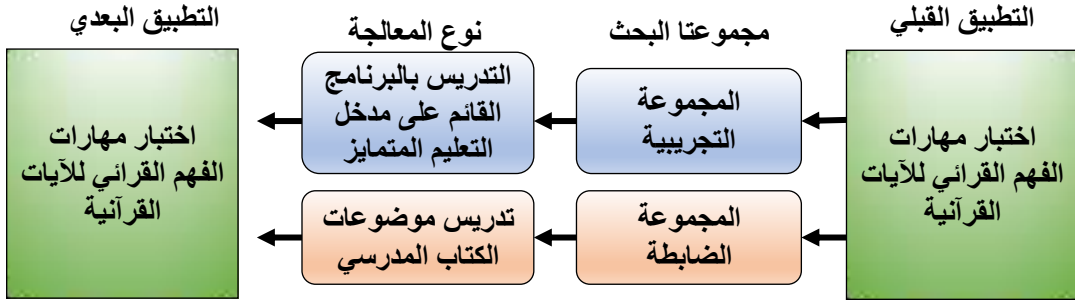 التطبيق القبلي
مجموعتا البحث
نوع المعالجة
التطبيق البعدي
اختبار مهارات
الفهم القرائي للآيات
القرآنية
المجموعة
التجريبية
التدريس بالبرنامج
القائم على مدخل
التعليم المتمايز
المجموعة
الضابطة
تدريس موضوعات
الكتاب المدرسي
اختبار مهارات
الفهم القرائي للآيات
القرآنية